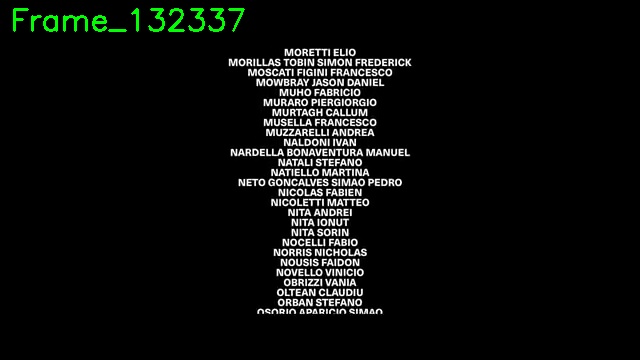 Frame_132337
MORETTI ELIO
MORILLAS TOBIN SIMON FREDERICK
MOSCATI FIGINI FRANCESCO
MOWBRAY JASON DANIEL
MUHO FABRICIO
MURARO PIERGIORGIO
MURTAGH CALLUM
MUSELLA FRANCESCO
MUZZARELLI ANDREA
NALDONI IVAN
NARDELLA BONAVENTURA MANUEL
NATALI STEFANO
NATIELLO MARTINA
NETO GONCALVES SIMAO PEDRO
NICOLAS FABIEN
NICOLETTI MATTEO
NITA ANDREI
NITA IONUT
NITA SORIN
NOCELLI FABIO
NORRIS NICHOLAS
NOUSIS FAIDON
NOVELLO VINICIO
OBRIZZI VANIA
OLTEAN CLAUDIU
ORBAN STEFANO
OSORIO APARICIO SIMAO